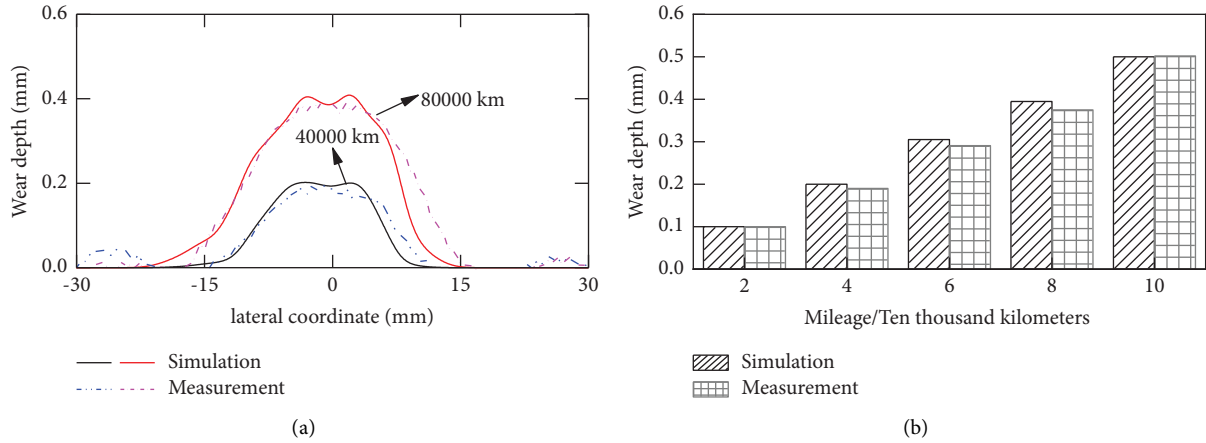 0.6
0.4
0.2
0.0
Wear depth (mm)
80000 km
40000 km
-30
-15
0
15
30
lateral coordinate (mm)
Simulation
Measurement
(a)
0.6
0.5
0.4
0.3
0.2
0.1
0.0
Wear depth (mm)
2
4
6
8
10
Mileage/Ten thousand kilometers
Simulation
Measurement
(b)